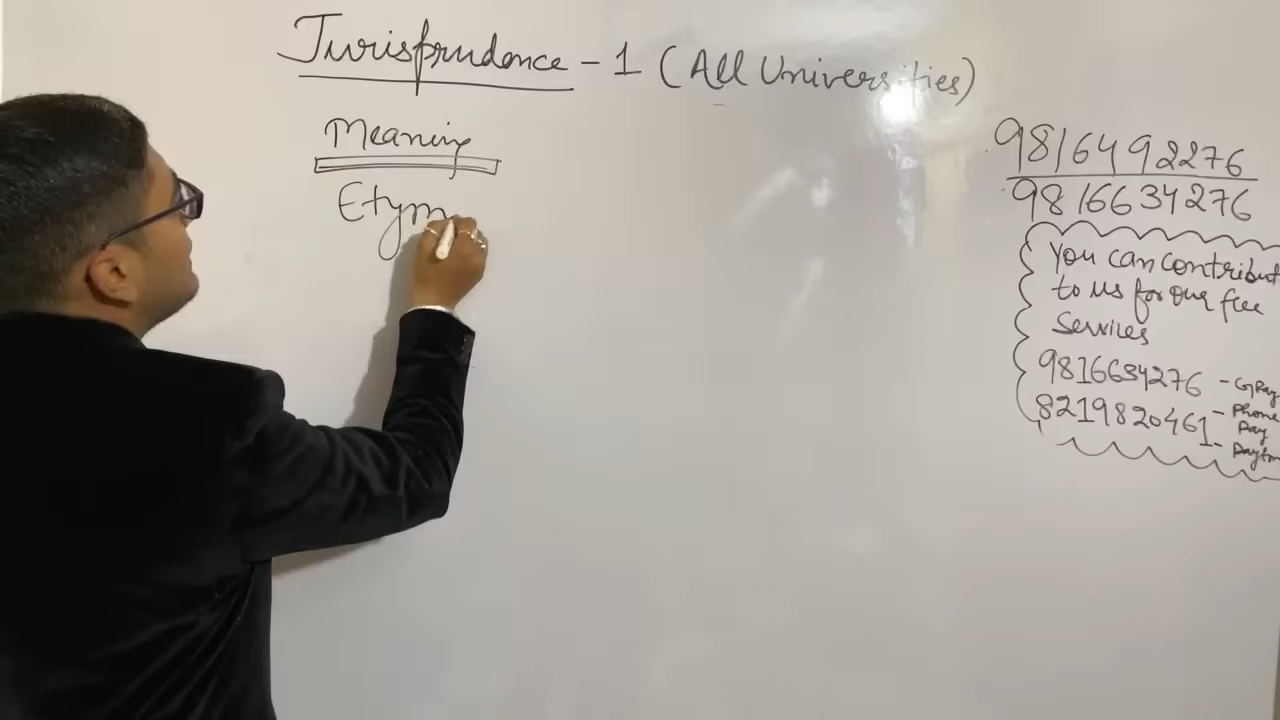 Jurisprudence - 1 (All Universities)
Meaning
Etym
9816492276
9816634276
You can contribut
to us for our free
Services
9816634276 - GPay
8219820461 - Phone
Pay
- Paytm